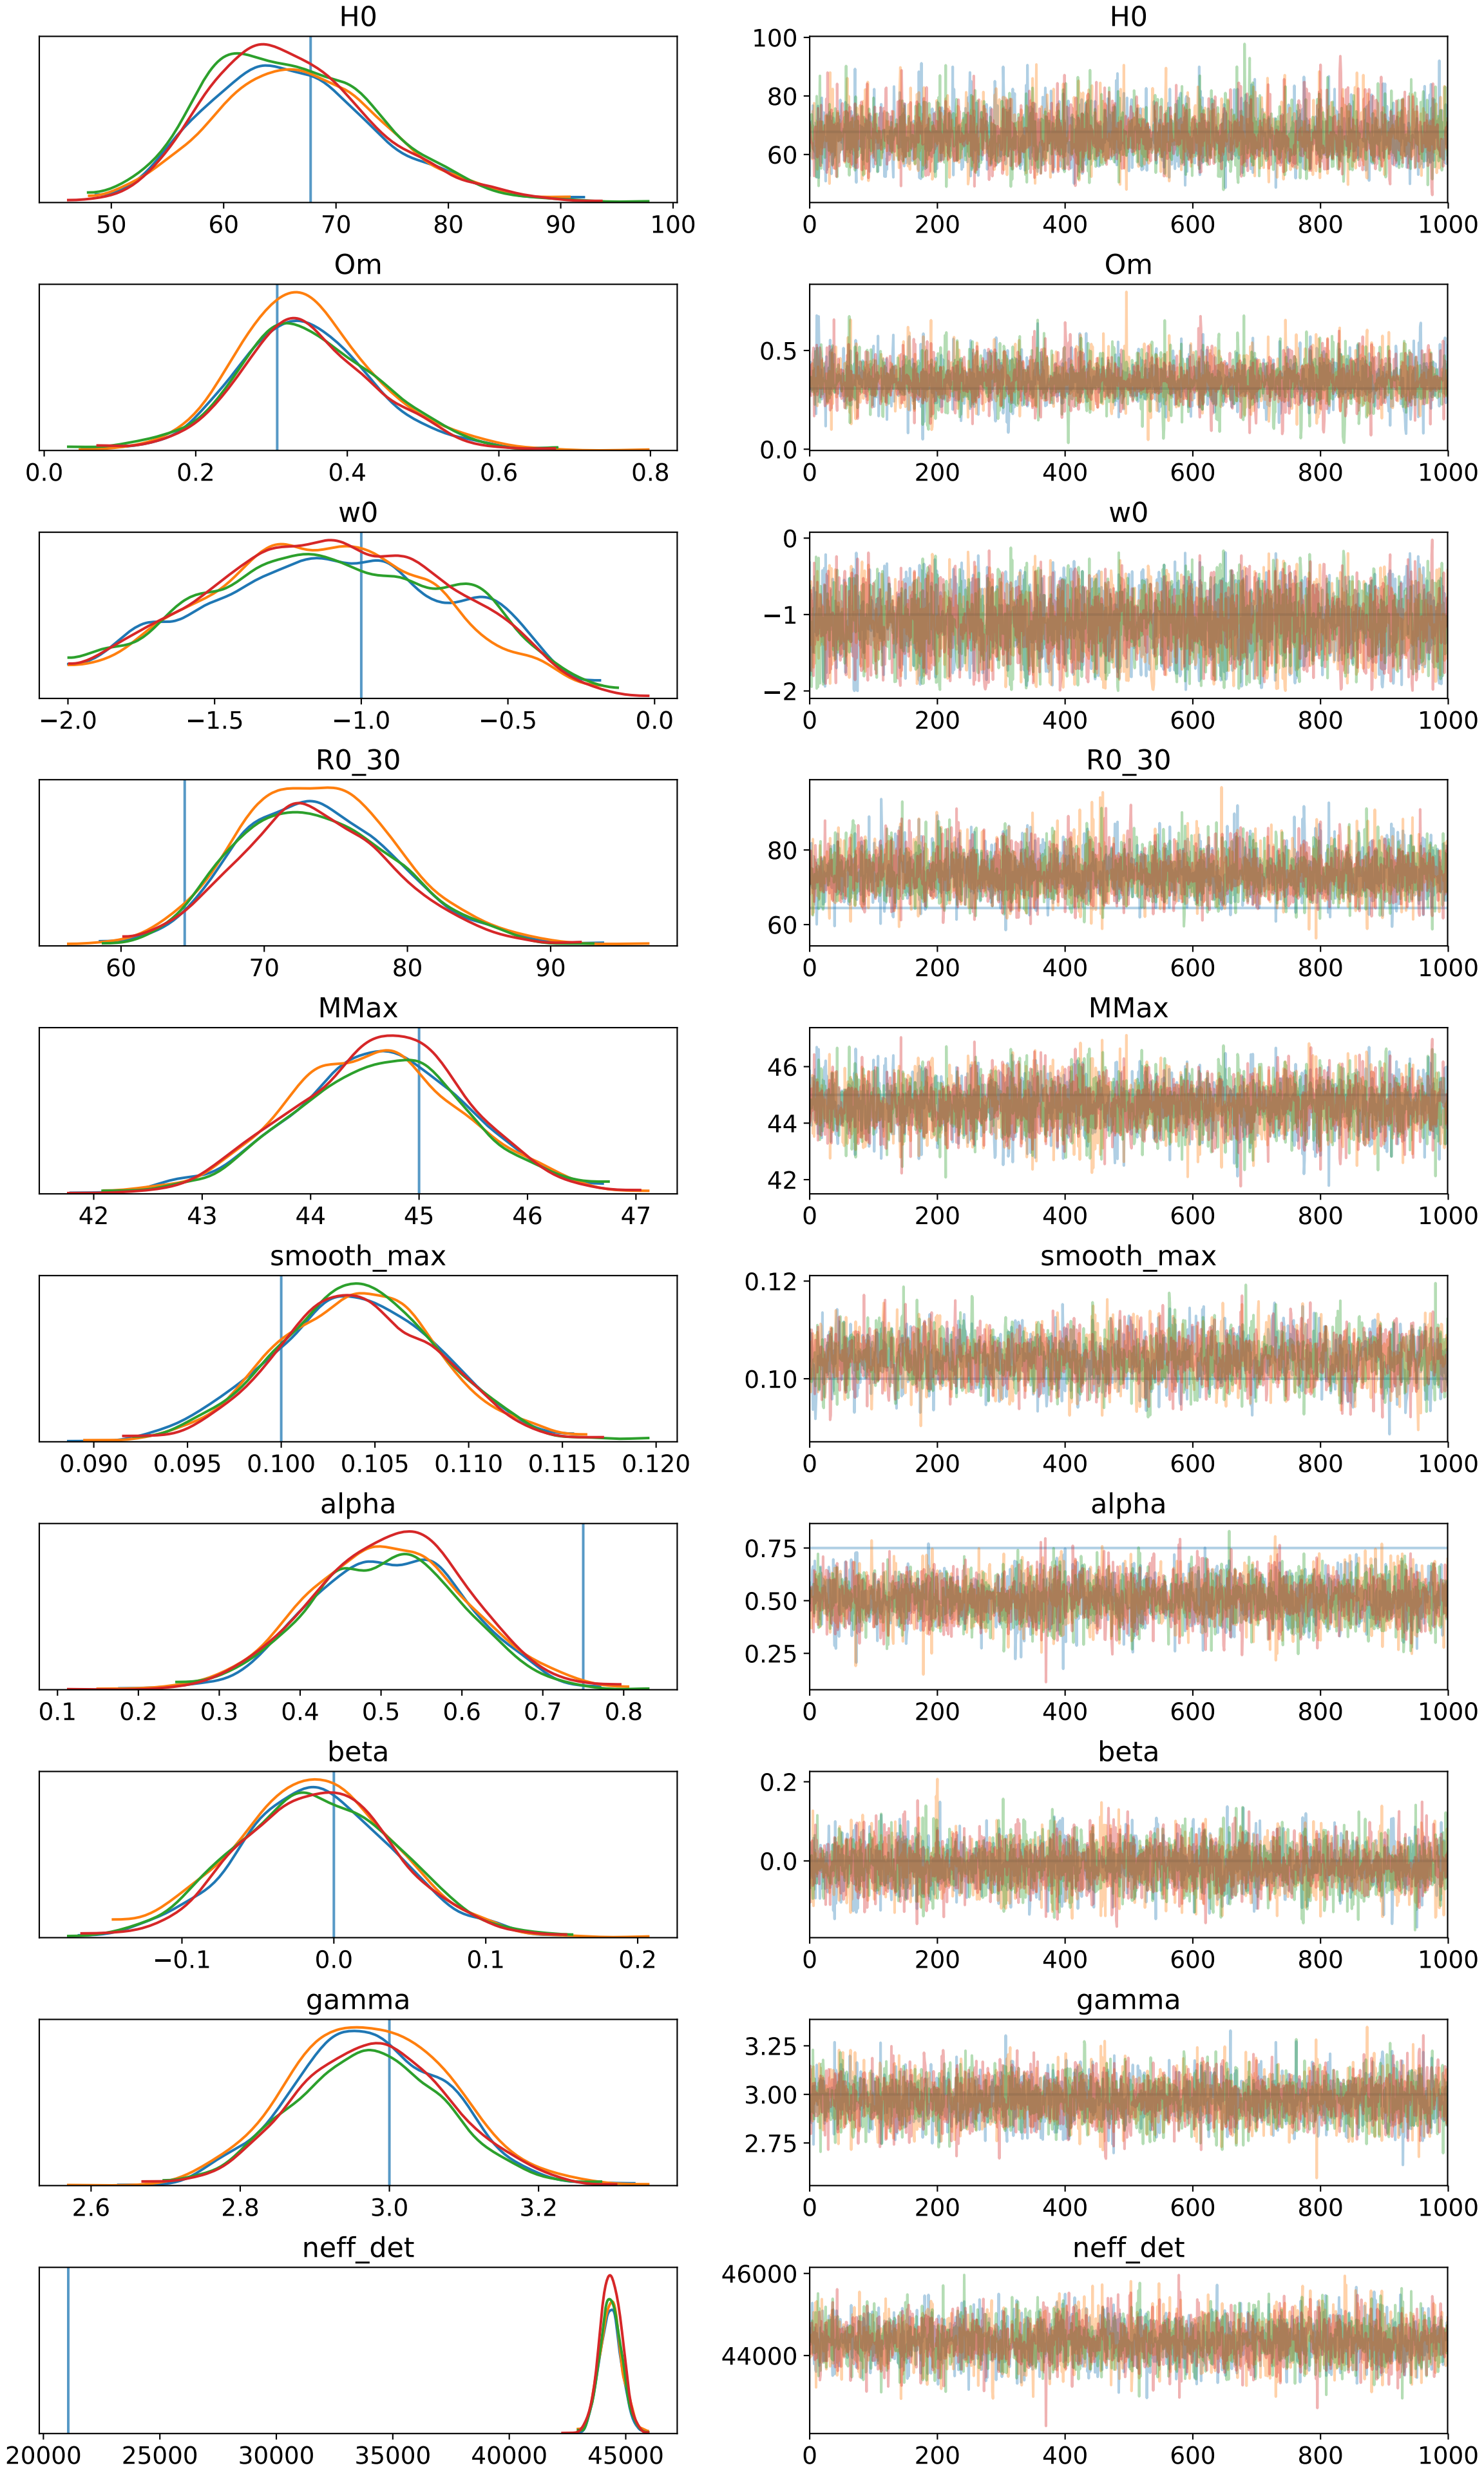 H0 H0
100
80
60
50 60 70 80 90 100 0 200 400 600 800 1000
Om Om
0.5
0.0
0.0 0.2 0.4 0.6 0.8 0 200 400 600 800 1000
w0 w0
0
−1
−2
−2.0 −1.5 −1.0 −0.5 0.0 0 200 400 600 800 1000
R0_30 R0_30
80
60
60 70 80 90 0 200 400 600 800 1000
MMax MMax
46
44
42
42 43 44 45 46 47 0 200 400 600 800 1000
smooth_max smooth_max
0.12
0.10
0.090 0.095 0.100 0.105 0.110 0.115 0.120 0 200 400 600 800 1000
alpha alpha
0.75
0.50
0.25
0.1 0.2 0.3 0.4 0.5 0.6 0.7 0.8 0 200 400 600 800 1000
beta beta
0.2
0.0
−0.1 0.0 0.1 0.2 0 200 400 600 800 1000
gamma gamma
3.25
3.00
2.75
2.6 2.8 3.0 3.2 0 200 400 600 800 1000
neff_det neff_det
46000
44000
20000 25000 30000 35000 40000 45000 0 200 400 600 800 1000